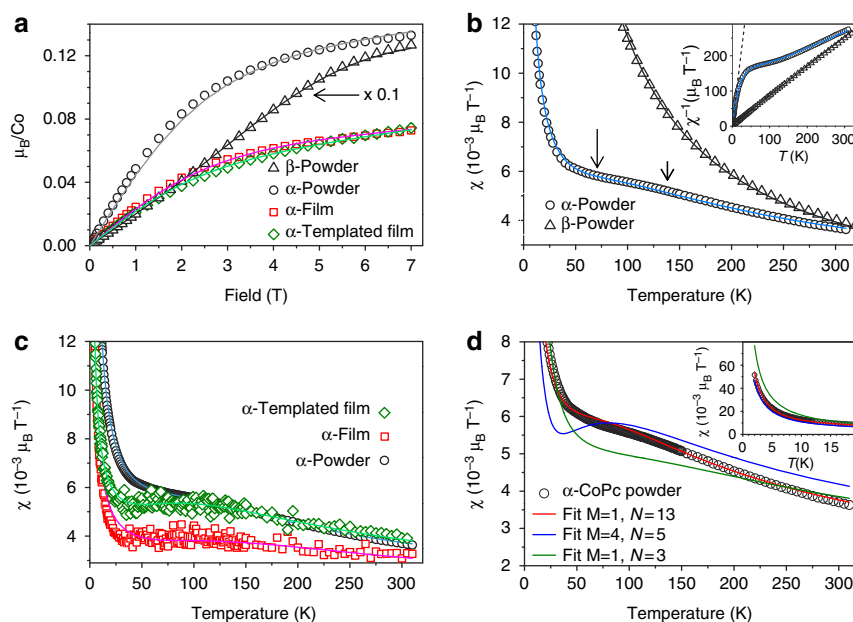 a
μB/Co
0.12
0.08
0.04
0.00
0 1 2 3 4 5 6 7
Field (T)
x 0.1
β-Powder
α-Powder
α-Film
α-Templated film
b
χ (10⁻³ μB T⁻¹)
12
10
8
6
4
50 100 150 200 250 300
Temperature (K)
α-Powder
β-Powder
χ⁻¹(μB T⁻¹)
200
100
0
0 100 200 300
T (K)
c
χ (10⁻³ μB T⁻¹)
12
10
8
6
4
0 50 100 150 200 250 300
Temperature (K)
α-Templated film
α-Film
α-Powder
d
χ (10⁻³ μB T⁻¹)
8
7
6
5
4
3
2
0 50 100 150 200 250 300
Temperature (K)
α-CoPc powder
Fit M=1, N=13
Fit M=4, N=5
Fit M=1, N=3
χ (10⁻³ μB T⁻¹)
80
60
40
20
0
5 10 15
T(K)